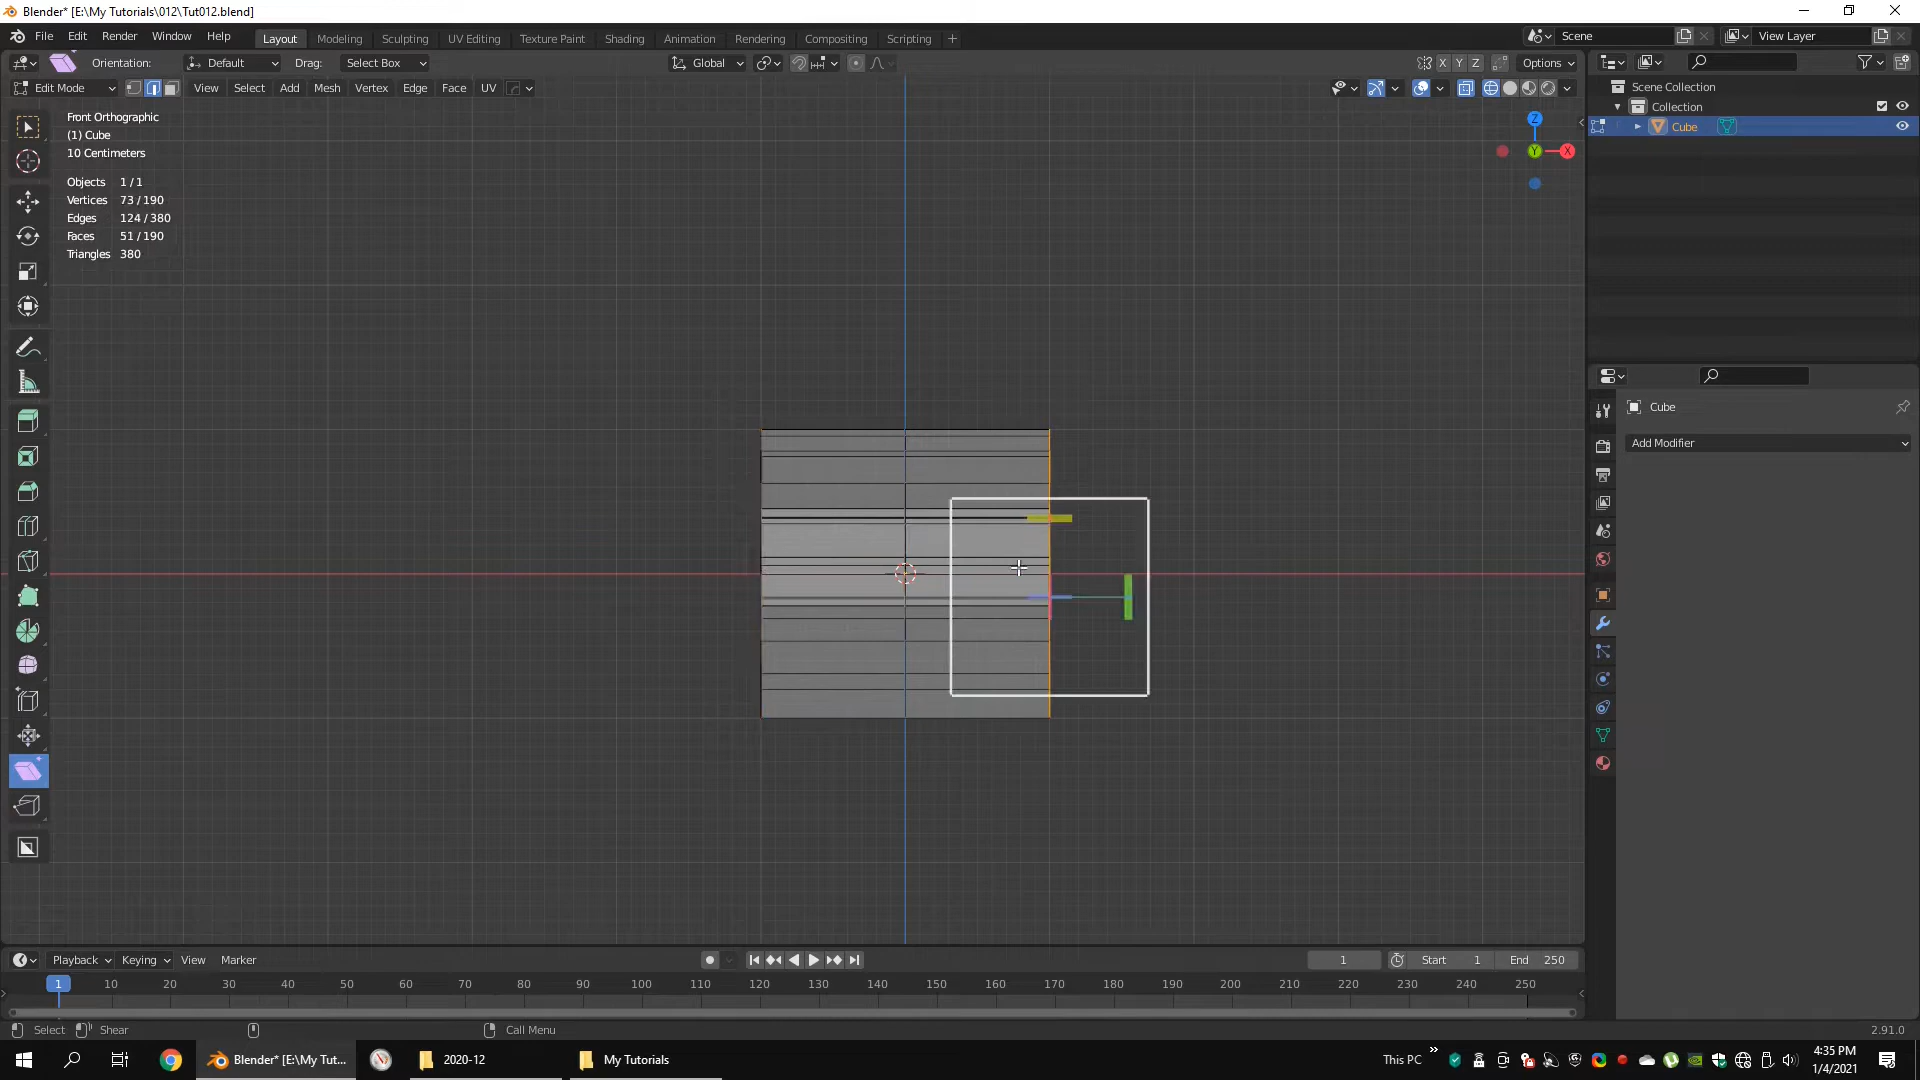 Blender* [E:\My Tutorials\012\Tut012.blend]
File Edit Render Window Help Layout Modeling Sculpting UV Editing Texture Paint Shading Animation Rendering Compositing Scripting Scene View Layer
Orientation: Default Drag: Select Box Global X Y Z Options
Edit Mode View Select Add Mesh Vertex Edge Face UV
Front Orthographic
(1) Cube
10 Centimeters
Objects 1 / 1
Vertices 73 / 190
Edges 124 / 380
Faces 51 / 190
Triangles 380
Z
Y
X
Scene Collection
Collection
Cube
Cube
Add Modifier
Playback Keying View Marker 1 Start 1 End 250
1 10 20 30 40 50 60 70 80 90 100 110 120 130 140 150 160 170 180 190 200 210 220 230 240 250
Select Shear Call Menu 2.91.0
Blender* [E:\My Tut... 2020-12 My Tutorials This PC 4:35 PM
1/4/2021